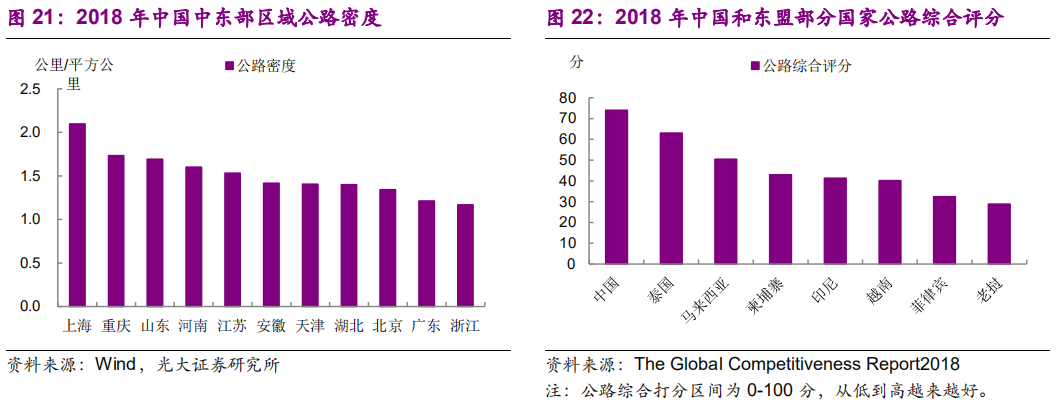 图 21：2018 年中国中东部区域公路密度
公里/平方公
里
公路密度
2.5
2.0
1.5
1.0
0.5
0.0
上海 重庆 山东 河南 江苏 安徽 天津 湖北 北京 广东 浙江
资料来源：Wind，光大证券研究所
图 22：2018 年中国和东盟部分国家公路综合评分
分
公路综合评分
80
70
60
50
40
30
20
10
0
中国 泰国 马来西亚 柬埔寨 印尼 越南 菲律宾 老挝
资料来源：The Global Competitiveness Report2018
注：公路综合打分区间为 0-100 分，从低到高越来越好。